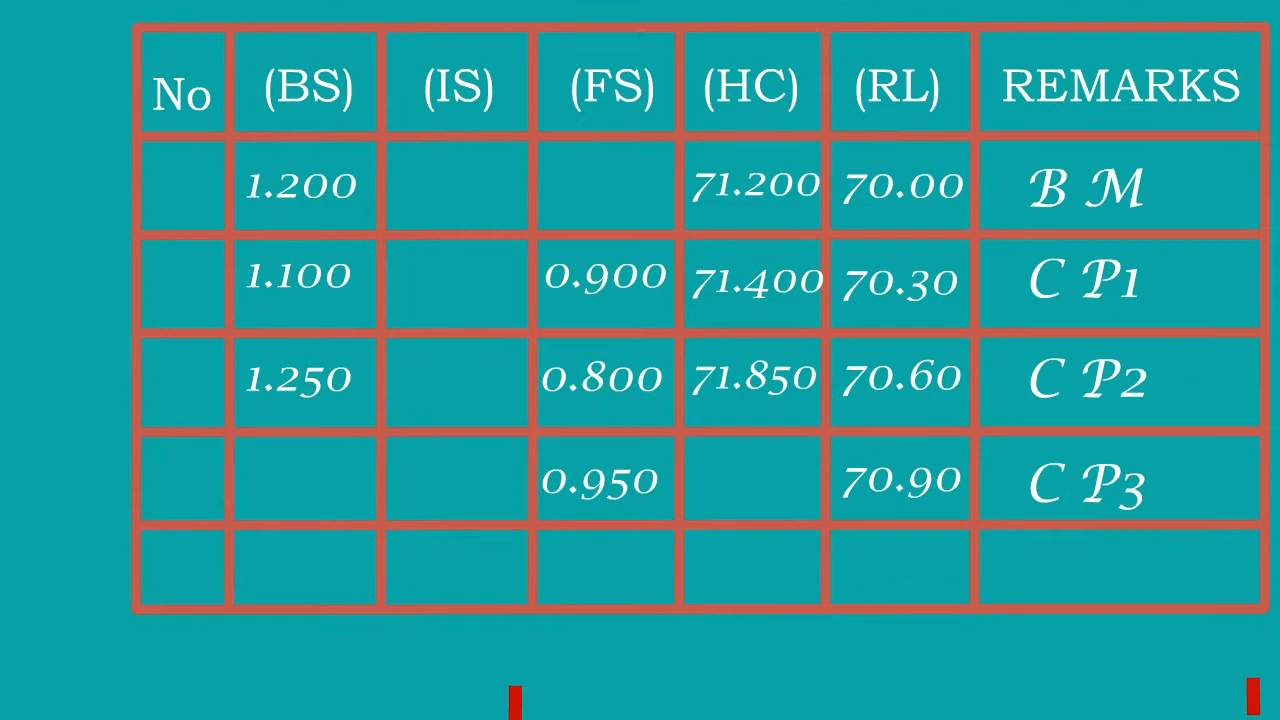 No (BS) (IS) (FS) (HC) (RL) REMARKS
1.200 71.200 70.00 B M
1.100 0.900 71.400 70.30 C P1
1.250 0.800 71.850 70.60 C P2
0.950 70.90 C P3